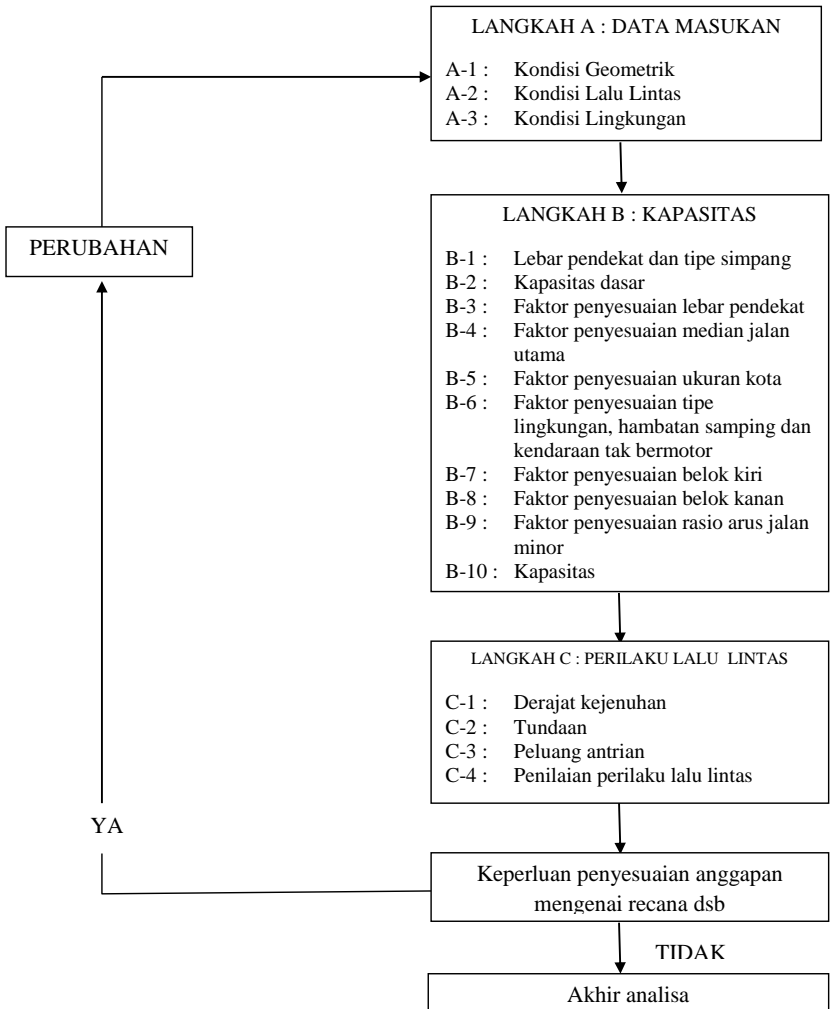 LANGKAH A : DATA MASUKAN
A-1 : Kondisi Geometrik
A-2 : Kondisi Lalu Lintas
A-3 : Kondisi Lingkungan
PERUBAHAN
LANGKAH B : KAPASITAS
B-1 : Lebar pendekat dan tipe simpang
B-2 : Kapasitas dasar
B-3 : Faktor penyesuaian lebar pendekat
B-4 : Faktor penyesuaian median jalan
utama
B-5 : Faktor penyesuaian ukuran kota
B-6 : Faktor penyesuaian tipe
lingkungan, hambatan samping dan
kendaraan tak bermotor
B-7 : Faktor penyesuaian belok kiri
B-8 : Faktor penyesuaian belok kanan
B-9 : Faktor penyesuaian rasio arus jalan
minor
B-10 : Kapasitas
LANGKAH C : PERILAKU LALU LINTAS
C-1 : Derajat kejenuhan
C-2 : Tundaan
C-3 : Peluang antrian
C-4 : Penilaian perilaku lalu lintas
YA
Keperluan penyesuaian anggapan
mengenai recana dsb
TIDAK
Akhir analisa